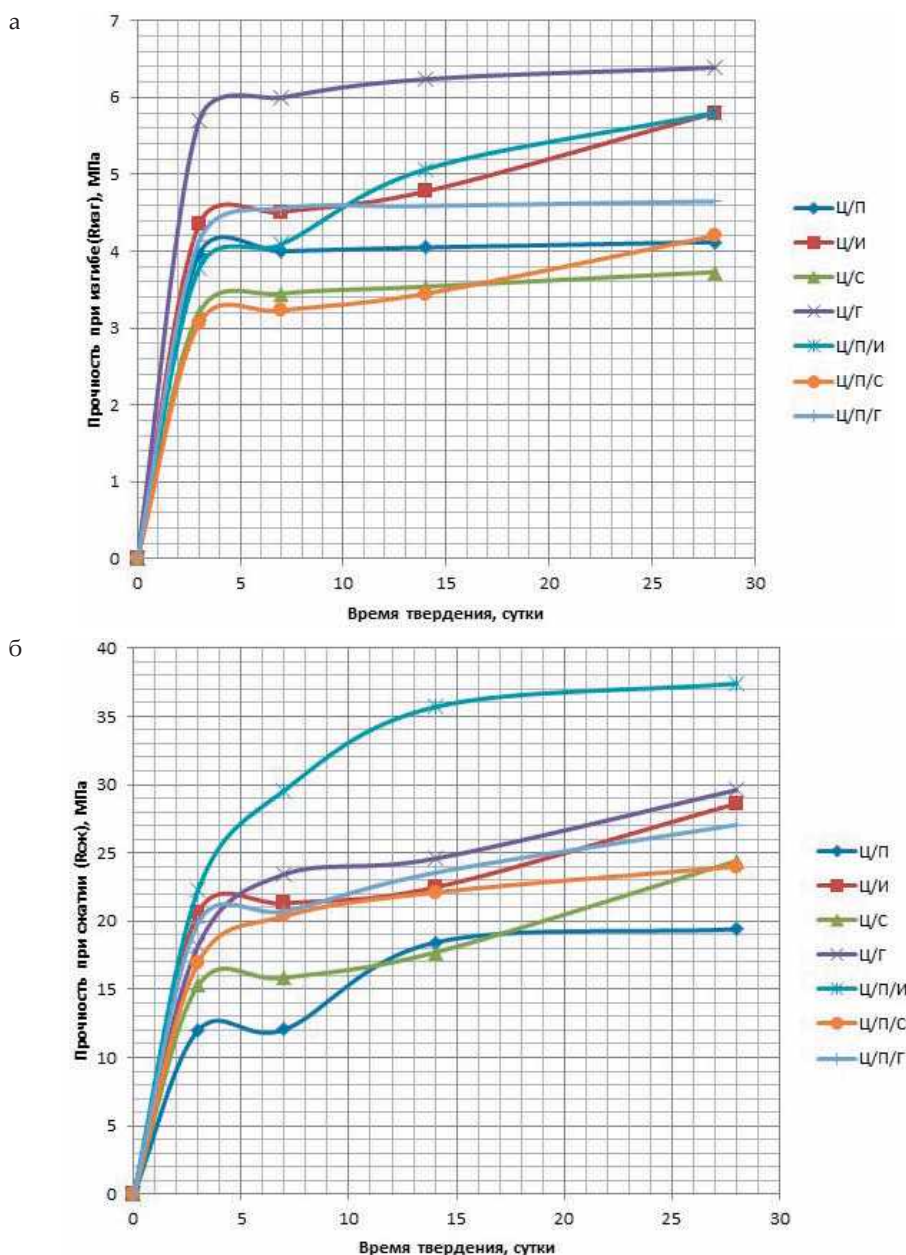 а
7
6
5
4
3
2
1
0
Прочность при изгибе (Rизг), МПа
0 5 10 15 20 25 30
Время твердения, сутки
Ц/П
Ц/И
Ц/С
Ц/Г
Ц/П/И
Ц/П/С
Ц/П/Г
б
40
35
30
25
20
15
10
5
0
Прочность при сжатии (Rсж), МПа
0 5 10 15 20 25 30
Время твердения, сутки
Ц/П
Ц/И
Ц/С
Ц/Г
Ц/П/И
Ц/П/С
Ц/П/Г